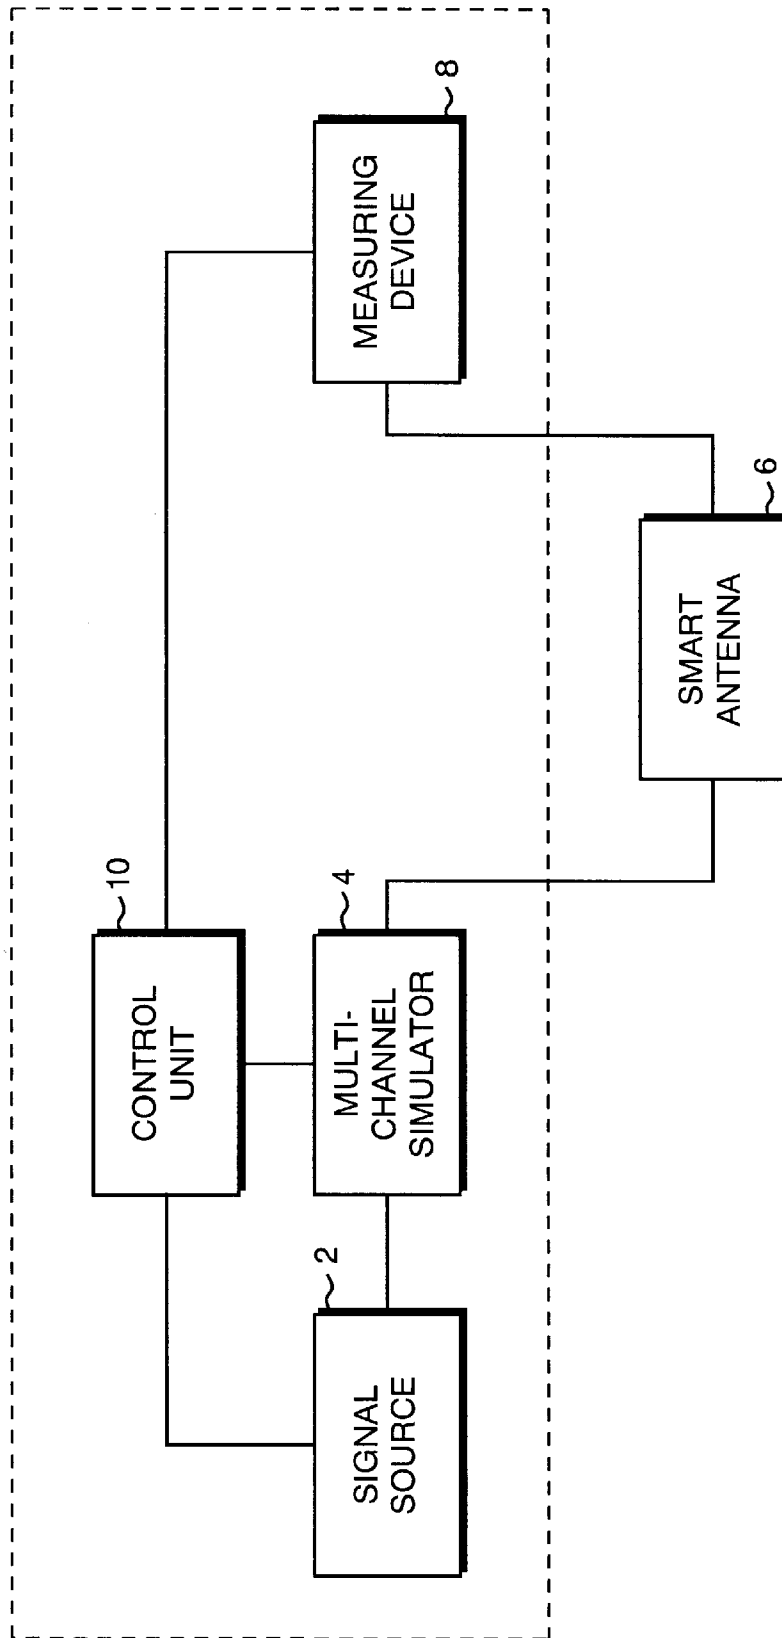 10
CONTROL
UNIT
2
SIGNAL
SOURCE
4
MULTI-
CHANNEL
SIMULATOR
8
MEASURING
DEVICE
6
SMART
ANTENNA